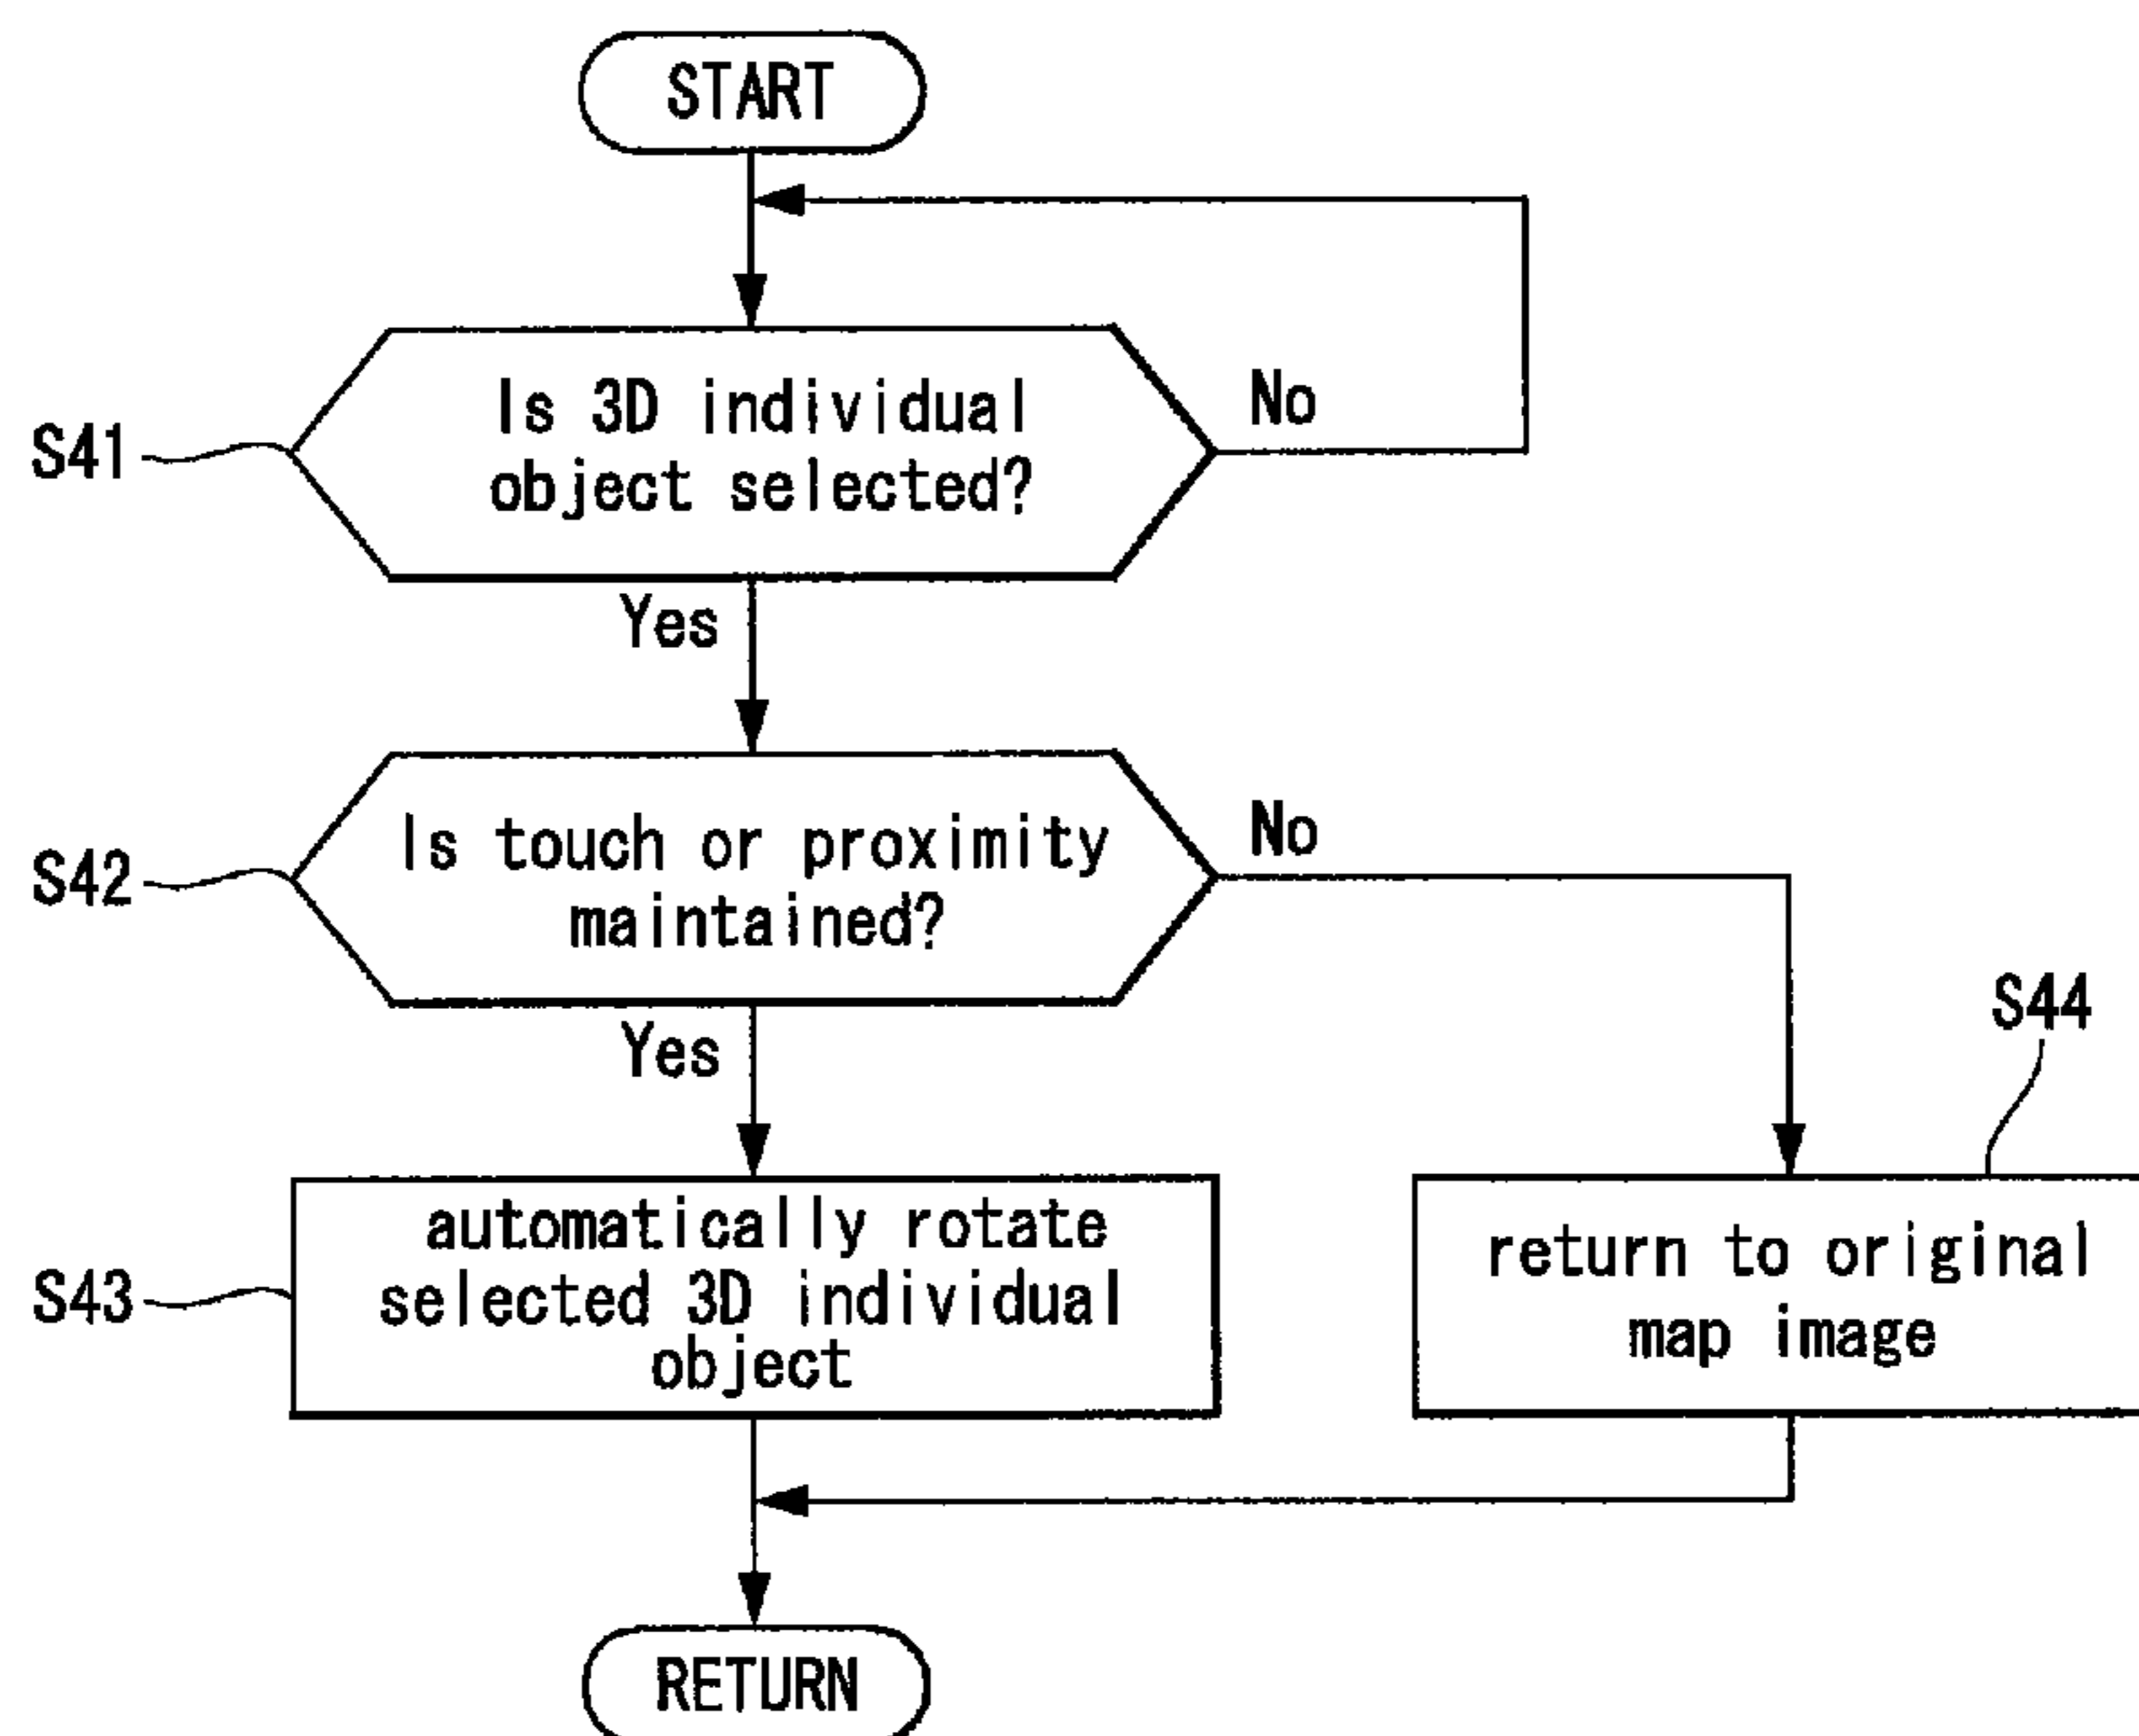 START
Is 3D individual
object selected?
No
S41
Yes
Is touch or proximity
maintained?
No
S42
Yes
S44
automatically rotate
selected 3D individual
object
S43
return to original
map image
RETURN